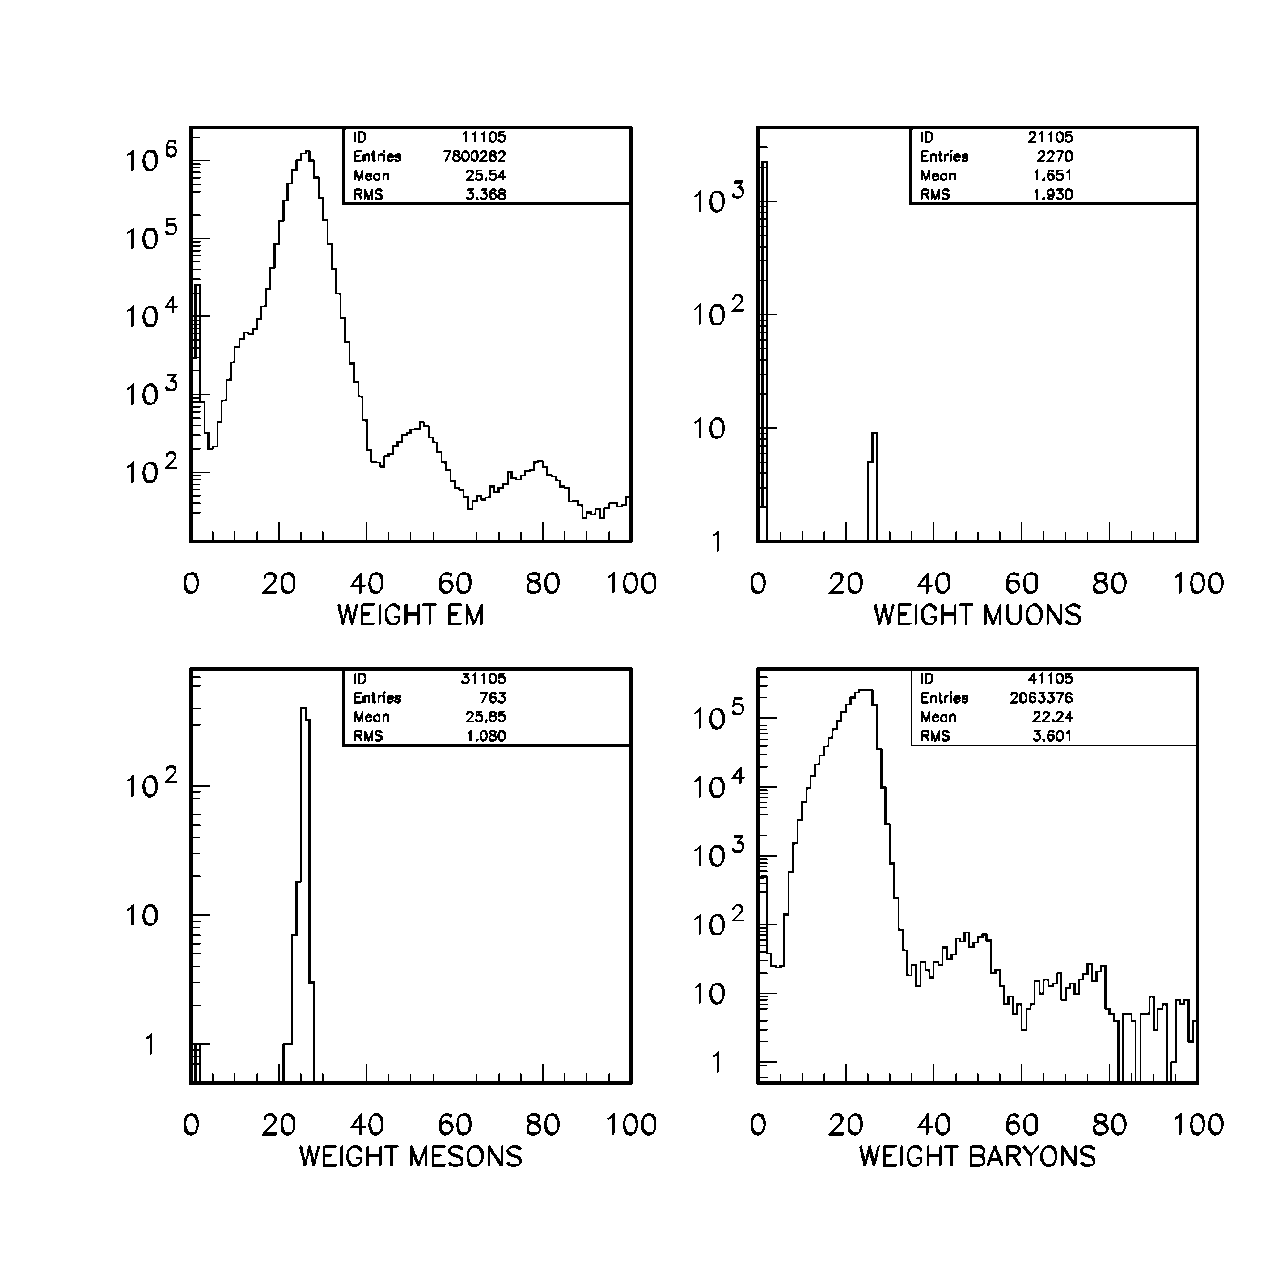 ID 11105
Entries 7800282
Mean 25.54
RMS 3.368
10^6
10^5
10^4
10^3
10^2
0 20 40 60 80 100
WEIGHT EM
ID 21105
Entries 2270
Mean 1.651
RMS 1.930
10^3
10^2
10
1
0 20 40 60 80 100
WEIGHT MUONS
ID 31105
Entries 763
Mean 25.85
RMS 1.080
10^2
10
1
0 20 40 60 80 100
WEIGHT MESONS
ID 41105
Entries 2063376
Mean 22.24
RMS 3.601
10^5
10^4
10^3
10^2
10
1
0 20 40 60 80 100
WEIGHT BARYONS